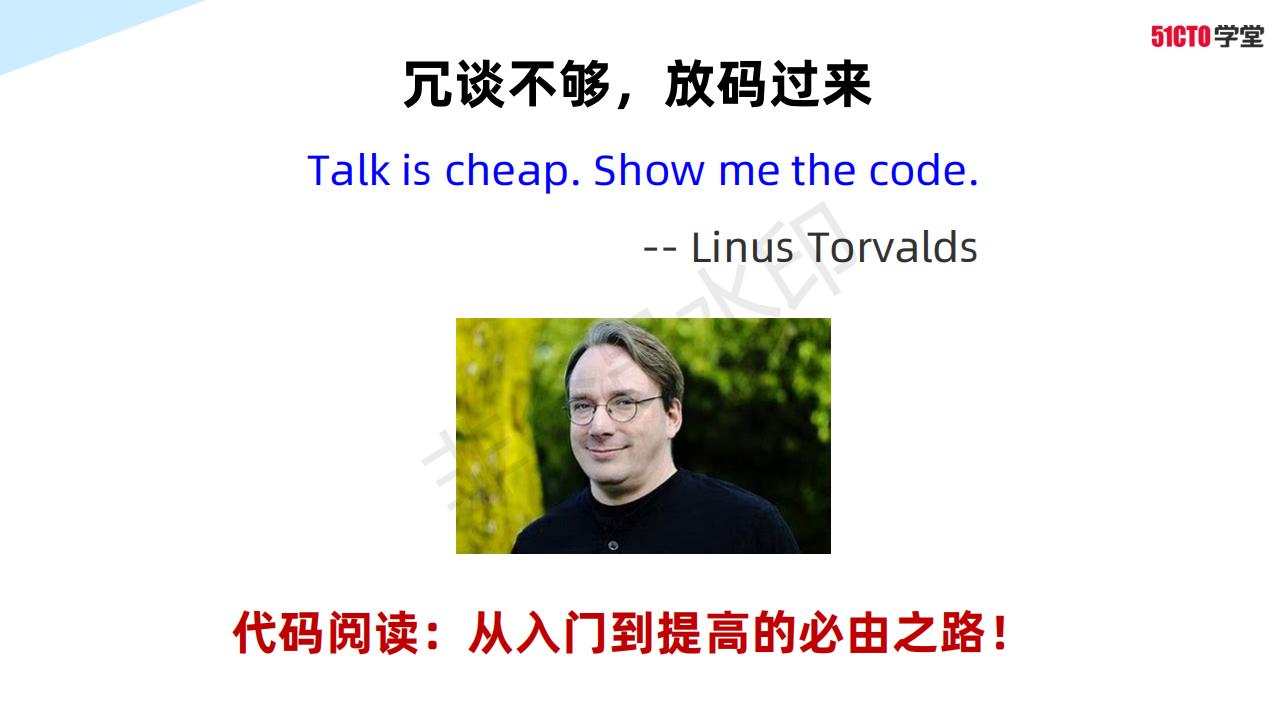 51CTO学堂
冗谈不够，放码过来
Talk is cheap. Show me the code.
-- Linus Torvalds
代码阅读：从入门到提高的必由之路！